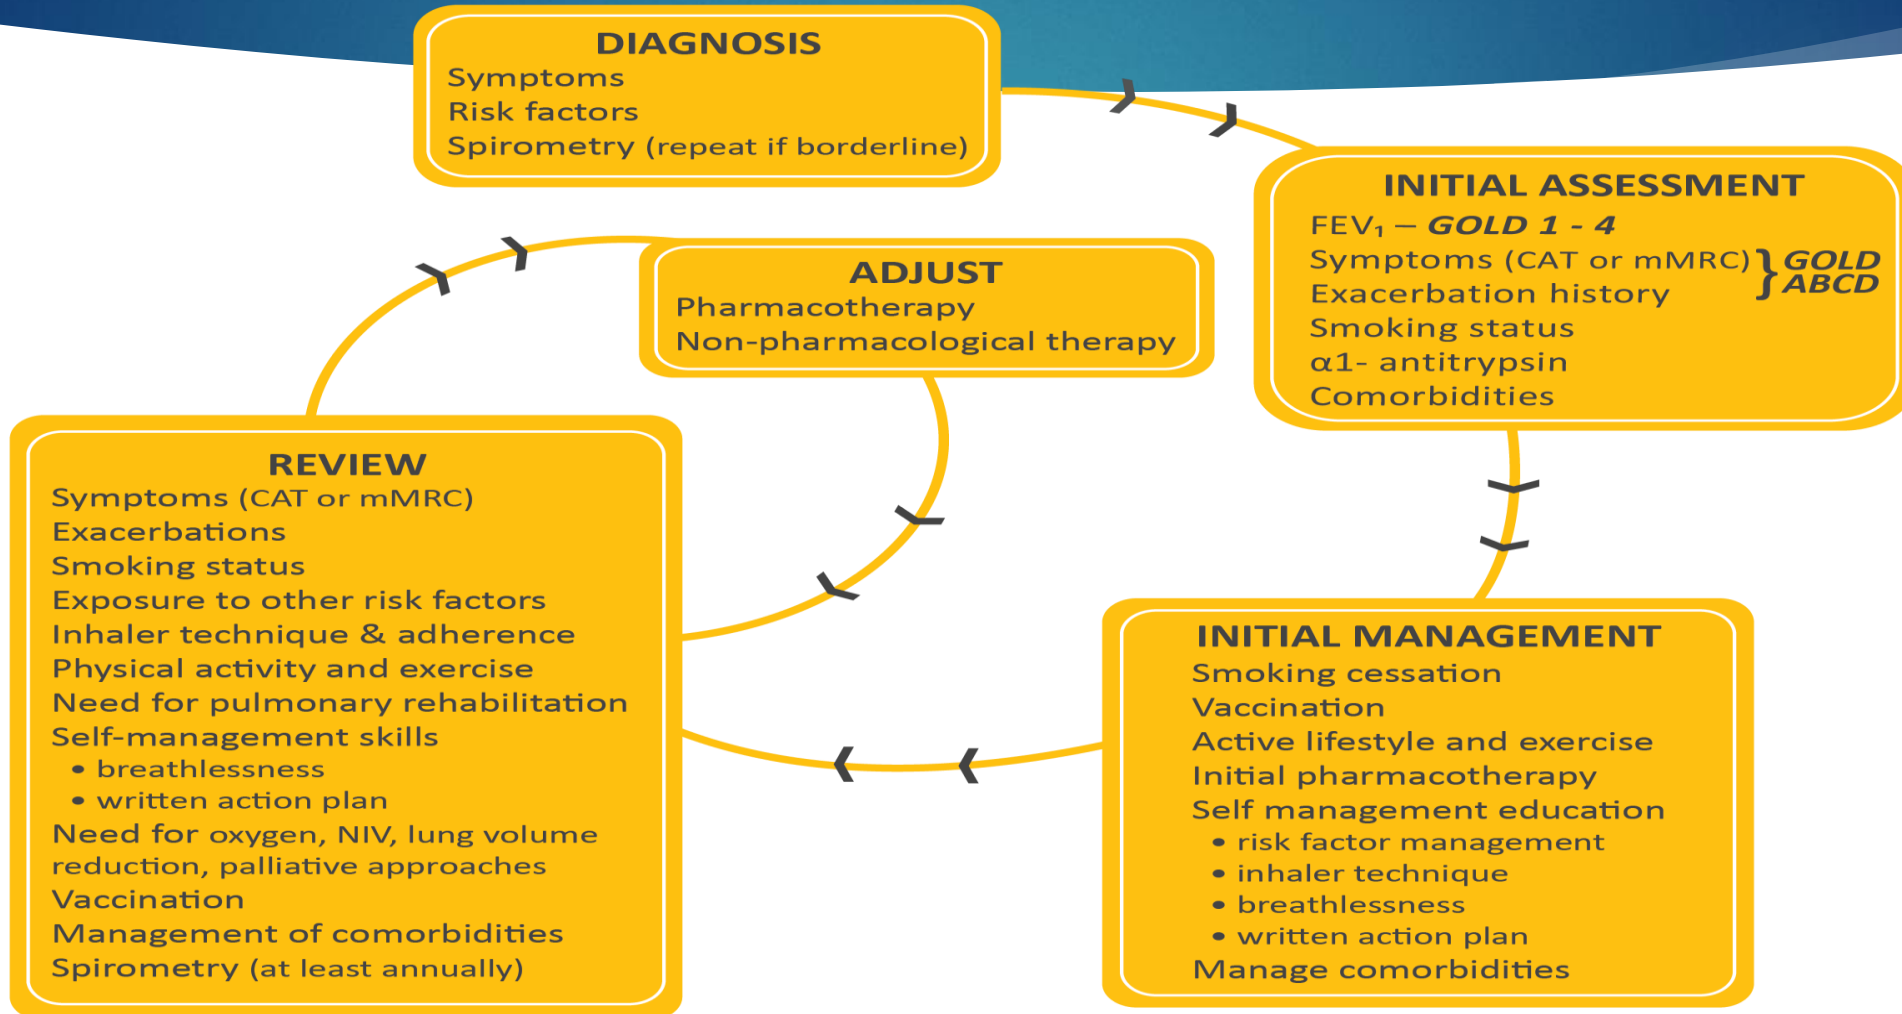 DIAGNOSIS
Symptoms
Risk factors
Spirometry (repeat if borderline)
INITIAL ASSESSMENT
FEV₁ – GOLD 1 - 4
Symptoms (CAT or mMRC)
Exacerbation history
} GOLD
ABCD
Smoking status
α1- antitrypsin
Comorbidities
ADJUST
Pharmacotherapy
Non-pharmacological therapy
REVIEW
Symptoms (CAT or mMRC)
Exacerbations
Smoking status
Exposure to other risk factors
Inhaler technique & adherence
Physical activity and exercise
Need for pulmonary rehabilitation
Self-management skills
• breathlessness
• written action plan
Need for oxygen, NIV, lung volume
reduction, palliative approaches
Vaccination
Management of comorbidities
Spirometry (at least annually)
INITIAL MANAGEMENT
Smoking cessation
Vaccination
Active lifestyle and exercise
Initial pharmacotherapy
Self management education
• risk factor management
• inhaler technique
• breathlessness
• written action plan
Manage comorbidities